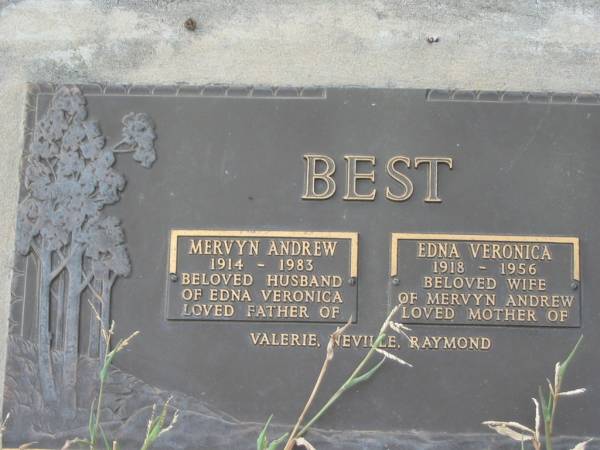 BEST
MERVYN ANDREW
1914 - 1983
BELOVED HUSBAND
OF EDNA VERONICA
LOVED FATHER OF
EDNA VERONICA
1918 - 1956
BELOVED WIFE
OF MERVYN ANDREW
LOVED MOTHER OF
VALERIE, NEVILLE, RAYMOND